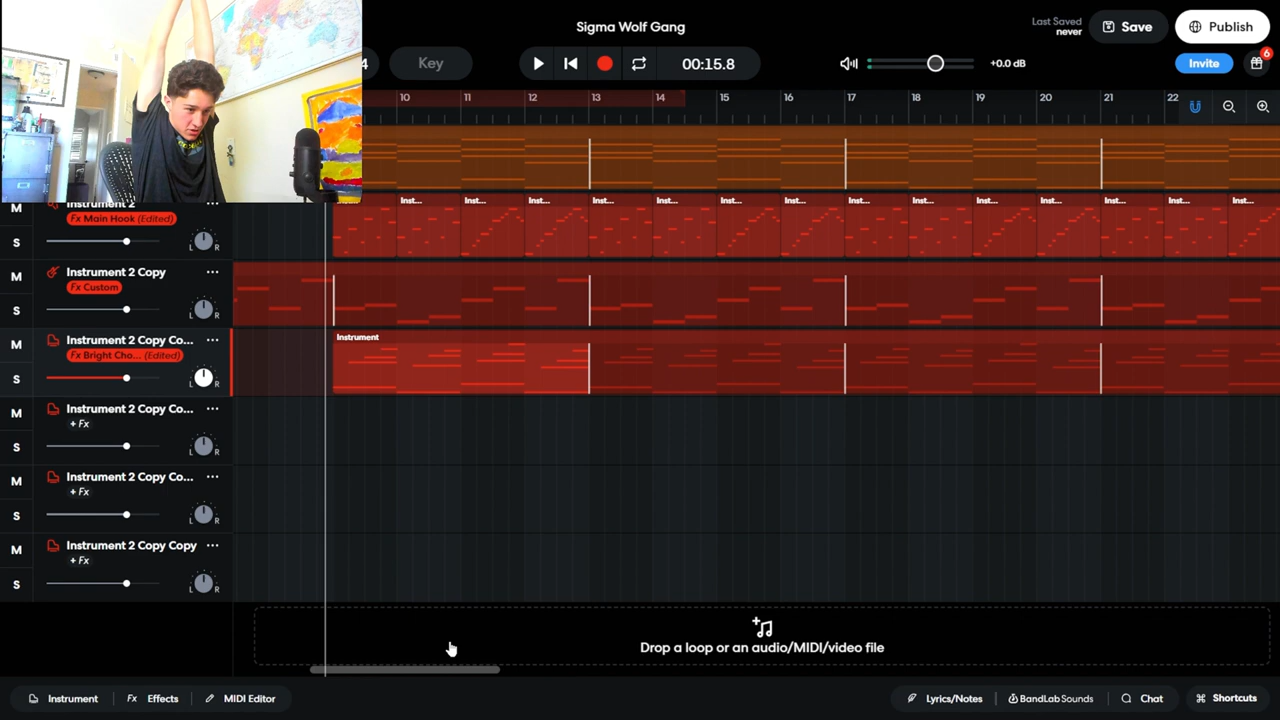 Sigma Wolf Gang
Last Saved
never
Save
Publish
4
Key
00:15.8
+0.0 dB
Invite
6
10 11 12 13 14 15 16 17 18 19 20 21 22
M
Instrument 2
Fx Main Hook (Edited)
S
L R
Inst... Inst... Inst... Inst... Inst... Inst... Inst... Inst... Inst... Inst... Inst... Inst... Inst... Inst...
M
Instrument 2 Copy
Fx Custom
S
L R
M
Instrument 2 Copy Co...
Fx Bright Cho... (Edited)
S
L R
Instrument
M
Instrument 2 Copy Co...
+ Fx
S
L R
M
Instrument 2 Copy Co...
+ Fx
S
L R
M
Instrument 2 Copy Copy
+ Fx
S
L R
Drop a loop or an audio/MIDI/video file
Instrument
Fx Effects
MIDI Editor
Lyrics/Notes
BandLab Sounds
Chat
Shortcuts